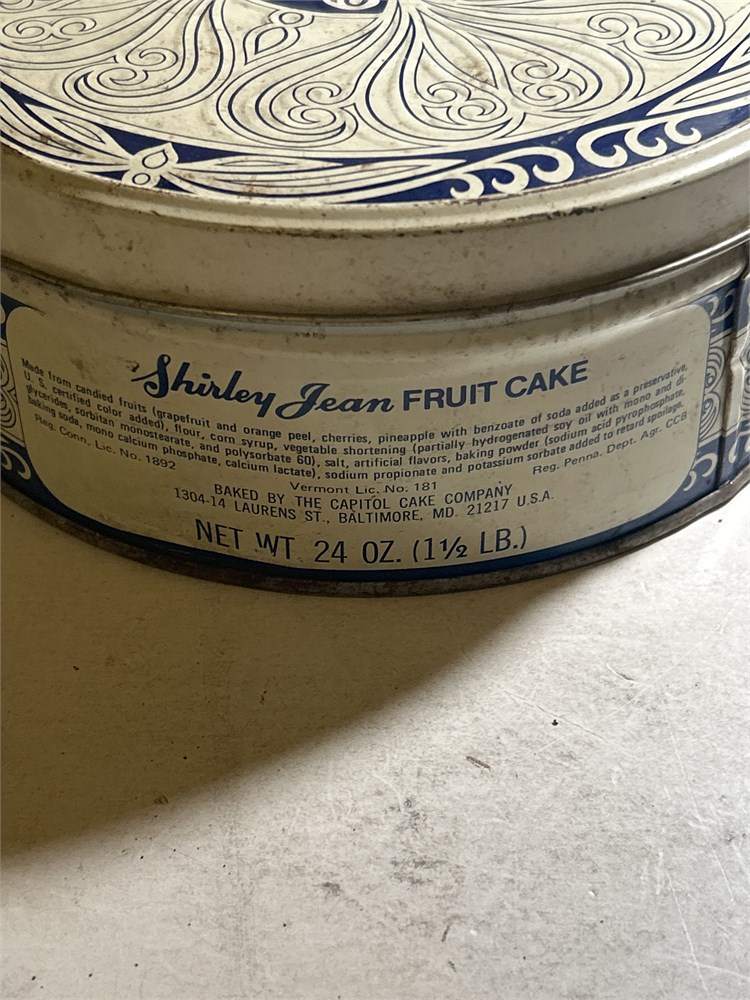 Shirley Jean FRUIT CAKE
Made from candied fruits (grapefruit and orange peel, cherries, pineapple with benzoate of soda added as a preservative,
U. S. certified color added), flour, corn syrup, vegetable shortening (partially hydrogenated soy oil with mono and di-
glycerides, sorbitan monostearate, and polysorbate 60), salt, artificial flavors, baking powder (sodium acid pyrophosphate,
baking soda, mono calcium phosphate, calcium lactate), sodium propionate and potassium sorbate added to retard spoilage.
Reg. Conn. Lic. No. 1892 Vermont Lic. No. 181 Reg. Penna. Dept. Agr. CCB
BAKED BY THE CAPITOL CAKE COMPANY
1304-14 LAURENS ST., BALTIMORE, MD. 21217 U.S.A.
NET WT. 24 OZ. (1½ LB.)